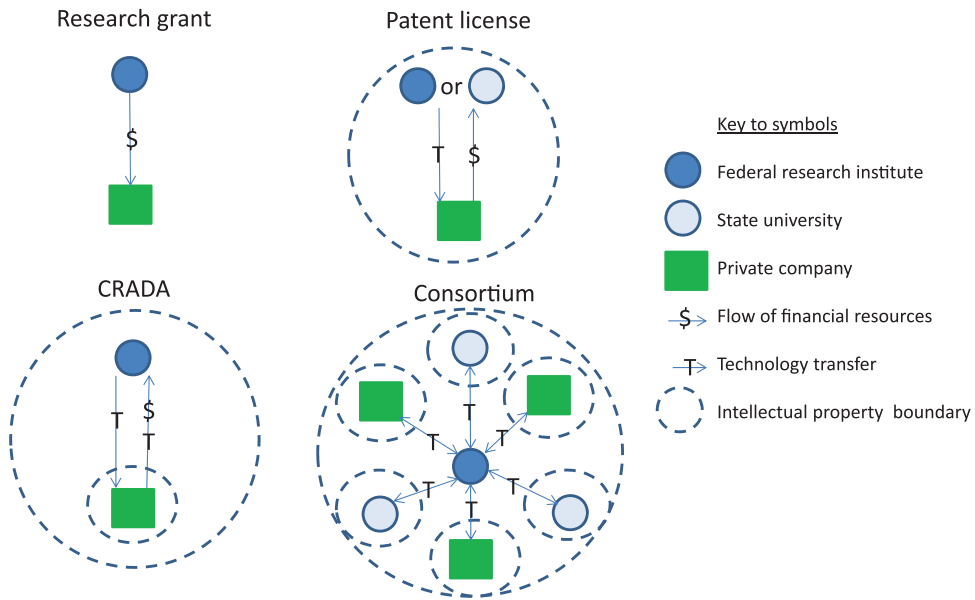 Research grant
$
Patent license
or
T
$
CRADA
T
$
T
Consortium
T
T
T
T
T
T
Key to symbols
Federal research institute
State university
Private company
$ Flow of financial resources
T Technology transfer
Intellectual property boundary